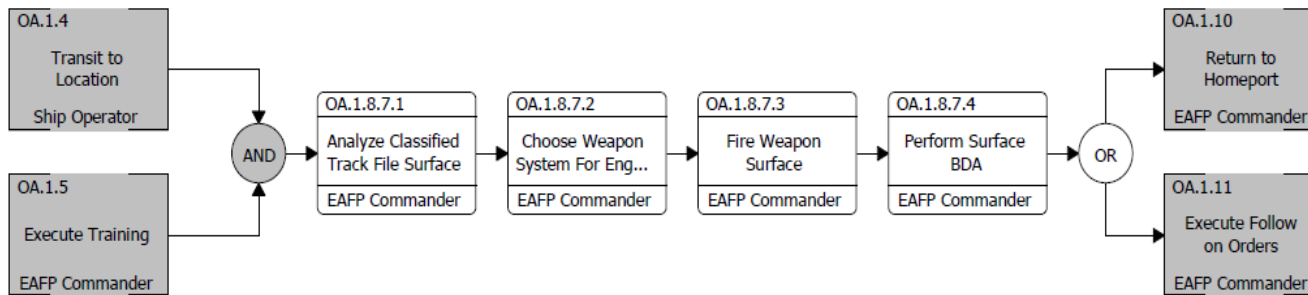 OA.1.4
Transit to
Location
Ship Operator
OA.1.5
Execute Training
EAFP Commander
AND
OA.1.8.7.1
Analyze Classified
Track File Surface
EAFP Commander
OA.1.8.7.2
Choose Weapon
System For Eng...
EAFP Commander
OA.1.8.7.3
Fire Weapon
Surface
EAFP Commander
OA.1.8.7.4
Perform Surface
BDA
EAFP Commander
OR
OA.1.10
Return to
Homeport
EAFP Commander
OA.1.11
Execute Follow
on Orders
EAFP Commander